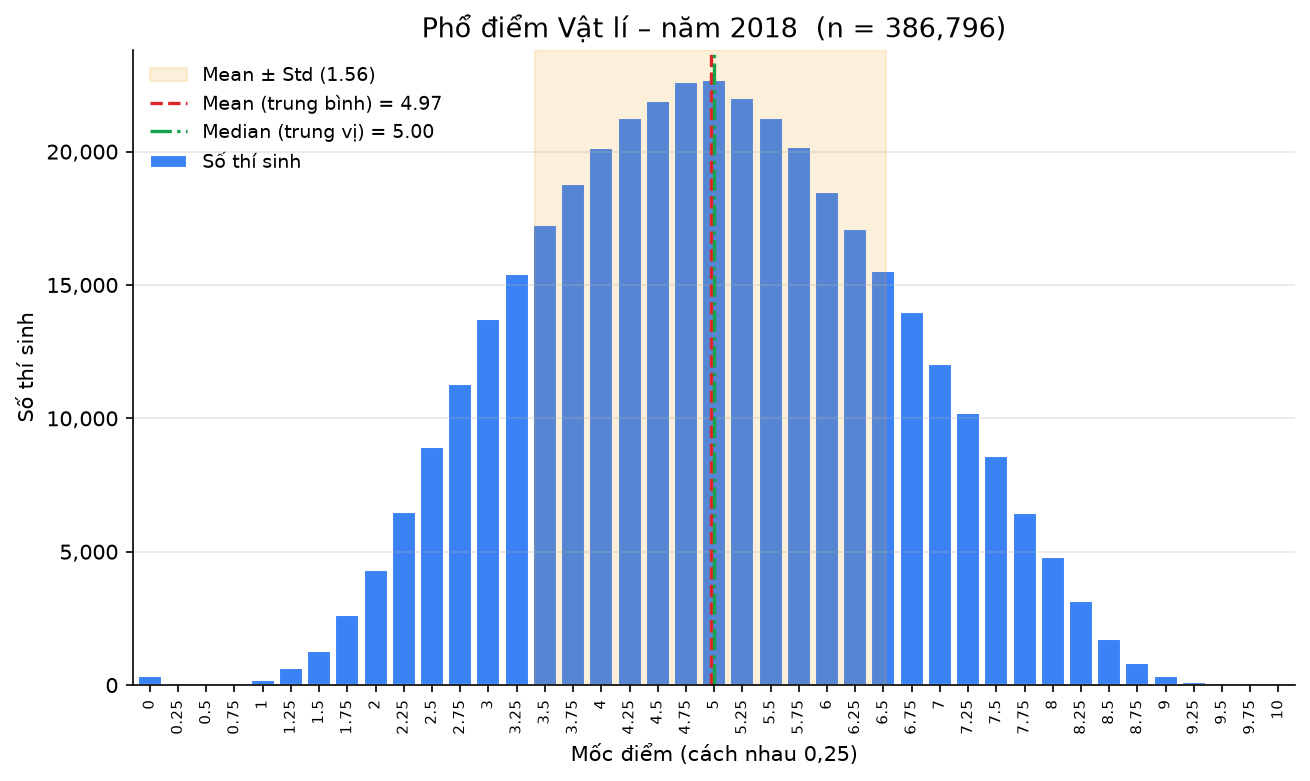 Phổ điểm Vật lí – năm 2018  (n = 386,796)
Mean ± Std (1.56)
Mean (trung bình) = 4.97
Median (trung vị) = 5.00
Số thí sinh
Số thí sinh
20,000
15,000
10,000
5,000
0
0 0.25 0.5 0.75 1 1.25 1.5 1.75 2 2.25 2.5 2.75 3 3.25 3.5 3.75 4 4.25 4.5 4.75 5 5.25 5.5 5.75 6 6.25 6.5 6.75 7 7.25 7.5 7.75 8 8.25 8.5 8.75 9 9.25 9.5 9.75 10
Mốc điểm (cách nhau 0,25)